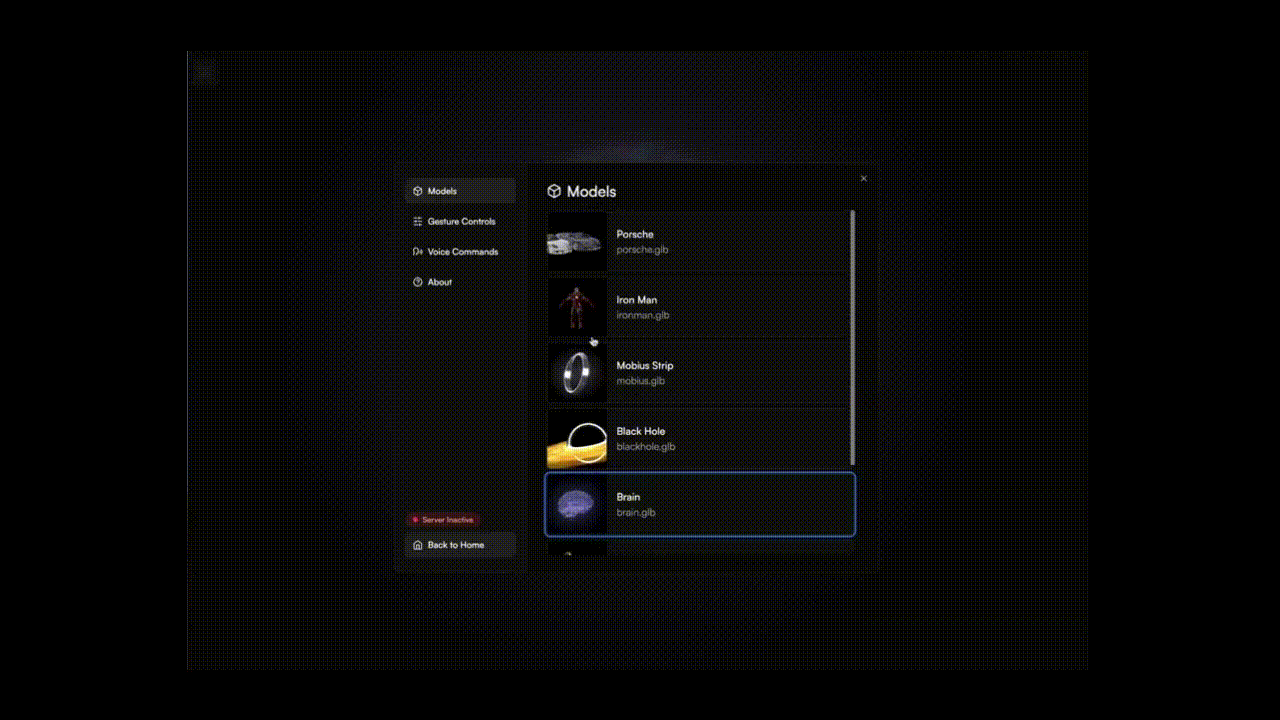 Models
Gesture Controls
Voice Commands
About
Server Inactive
Back to Home
Models
Porsche
porsche.glb
Iron Man
ironman.glb
Mobius Strip
mobius.glb
Black Hole
blackhole.glb
Brain
brain.glb